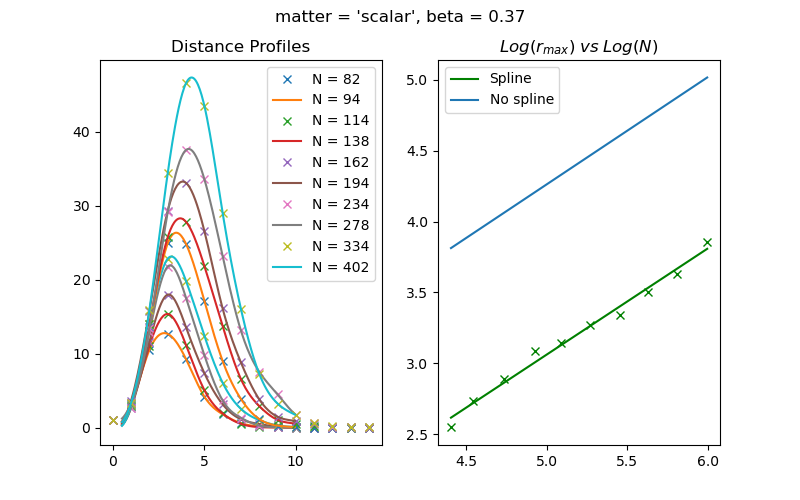 matter = 'scalar', beta = 0.37
Distance Profiles
N = 82
N = 94
N = 114
N = 138
N = 162
N = 194
N = 234
N = 278
N = 334
N = 402
40
30
20
10
0
0 5 10
Log(r_max) vs Log(N)
Spline
No spline
5.0
4.5
4.0
3.5
3.0
2.5
4.5 5.0 5.5 6.0